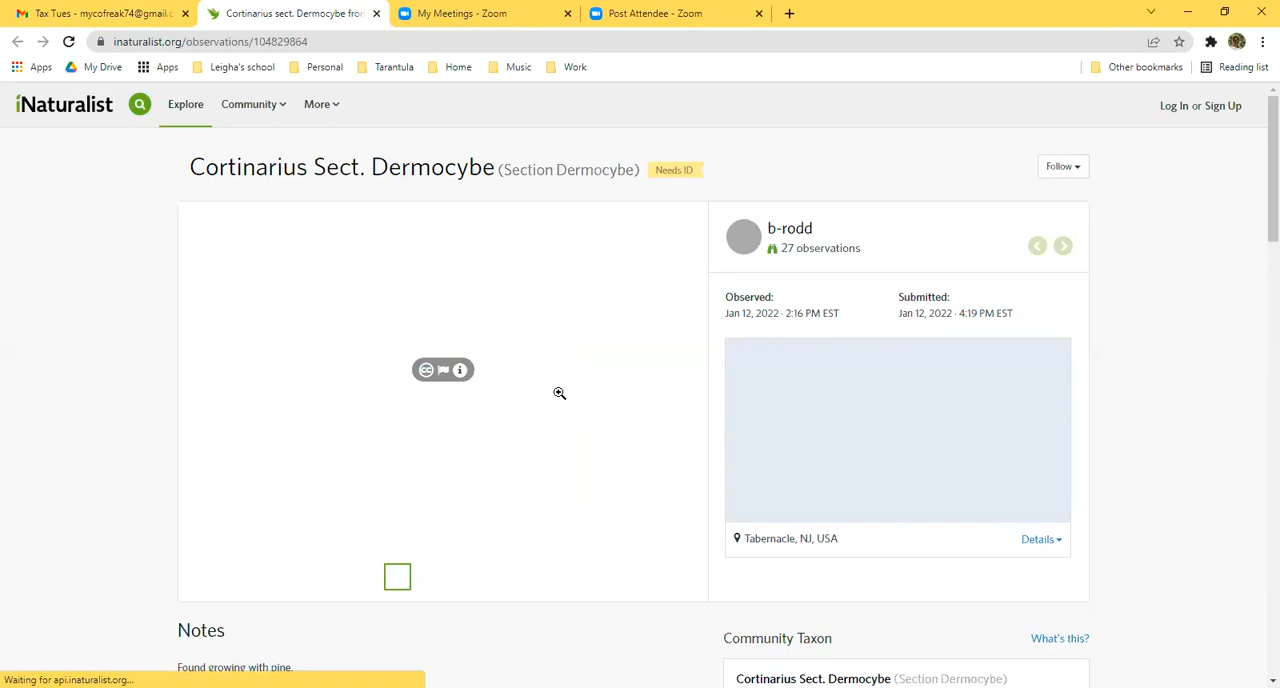 Tax Tues - mycofreak74@gmail.c
Cortinarius sect. Dermocybe from
My Meetings - Zoom
Post Attendee - Zoom
inaturalist.org/observations/104829864
Apps
My Drive
Apps
Leigha's school
Personal
Tarantula
Home
Music
Work
Other bookmarks
Reading list
iNaturalist
Explore
Community
More
Log In or Sign Up
Cortinarius Sect. Dermocybe (Section Dermocybe)
Needs ID
Follow
b-rodd
27 observations
Observed:
Jan 12, 2022 · 2:16 PM EST
Submitted:
Jan 12, 2022 · 4:19 PM EST
Tabernacle, NJ, USA
Details
Notes
Found growing with pine.
Community Taxon
What's this?
Cortinarius Sect. Dermocybe (Section Dermocybe)
Waiting for api.inaturalist.org...